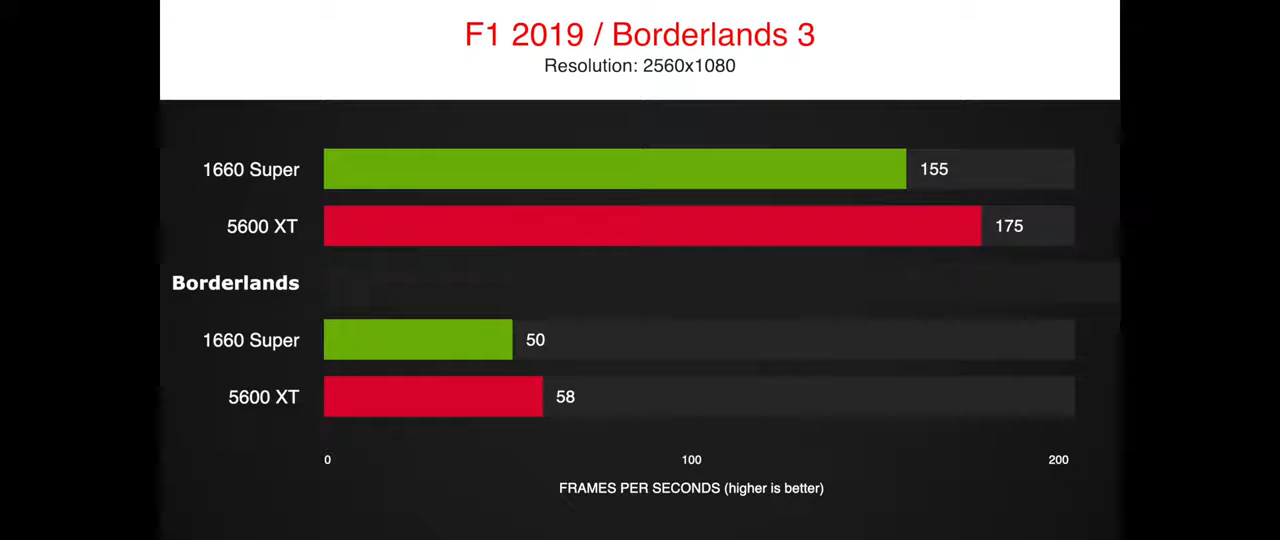 F1 2019 / Borderlands 3
Resolution: 2560x1080
1660 Super 155
5600 XT 175
Borderlands
1660 Super 50
5600 XT 58
0 100 200
FRAMES PER SECONDS (higher is better)